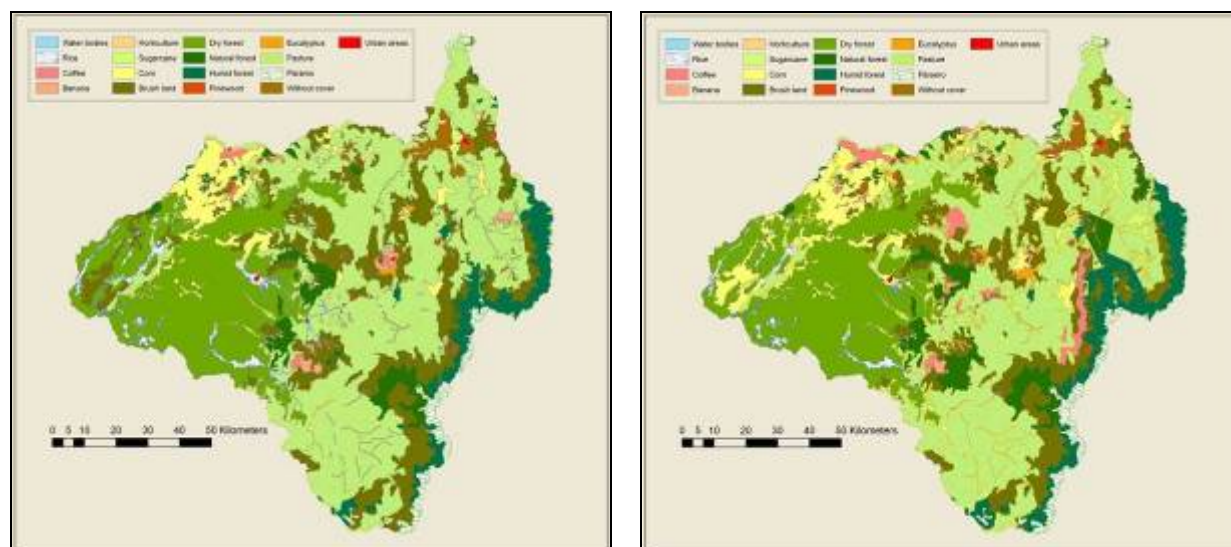 Water bodies Horticulture Dry forest Eucalyptus Urban areas
Rice Sugarcane Natural forest Pasture
Coffee Corn Humid forest Páramo
Banana Brush land Pinewood Without cover
0 5 10 20 30 40 50 Kilometers
Water bodies Horticulture Dry forest Eucalyptus Urban areas
Rice Sugarcane Natural forest
Coffee Corn Humid forest
Banana Brush land Pinewood Without cover
0 5 10 20 30 40 50 Kilometers